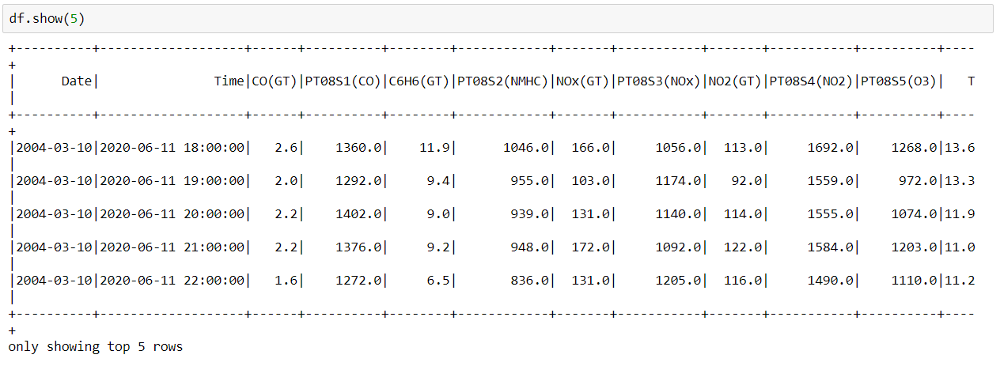 df.show(5)
+----------+-------------------+------+----------+--------+-------------+-------+-----------+-------+-----------+-----------+----
+
|      Date|               Time|CO(GT)|PT08S1(CO)|C6H6(GT)|PT08S2(NMHC)|NOx(GT)|PT08S3(NOx)|NO2(GT)|PT08S4(NO2)|PT08S5(O3)|   T
|
+----------+-------------------+------+----------+--------+------------+-------+-----------+-------+-----------+----------+----
+
|2004-03-10|2020-06-11 18:00:00|   2.6|    1360.0|    11.9|      1046.0|  166.0|     1056.0|  113.0|     1692.0|    1268.0|13.6
|
|2004-03-10|2020-06-11 19:00:00|   2.0|    1292.0|     9.4|       955.0|  103.0|     1174.0|   92.0|     1559.0|     972.0|13.3
|
|2004-03-10|2020-06-11 20:00:00|   2.2|    1402.0|     9.0|       939.0|  131.0|     1140.0|  114.0|     1555.0|    1074.0|11.9
|
|2004-03-10|2020-06-11 21:00:00|   2.2|    1376.0|     9.2|       948.0|  172.0|     1092.0|  122.0|     1584.0|    1203.0|11.0
|
|2004-03-10|2020-06-11 22:00:00|   1.6|    1272.0|     6.5|       836.0|  131.0|     1205.0|  116.0|     1490.0|    1110.0|11.2
|
+----------+-------------------+------+----------+--------+------------+-------+-----------+-------+-----------+----------+----
+
only showing top 5 rows